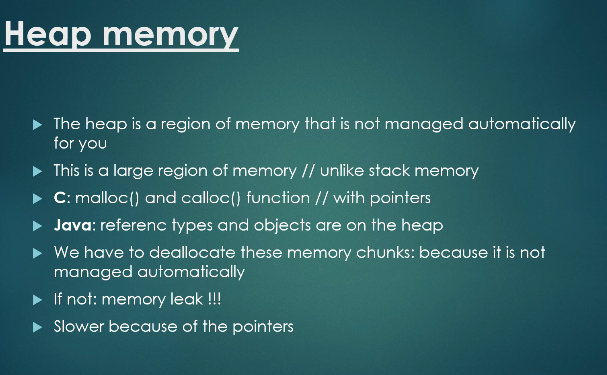 Heap memory
The heap is a region of memory that is not managed automatically
for you
This is a large region of memory // unlike stack memory
C: malloc() and calloc() function // with pointers
Java: referenc types and objects are on the heap
We have to deallocate these memory chunks: because it is not
managed automatically
If not: memory leak !!!
Slower because of the pointers